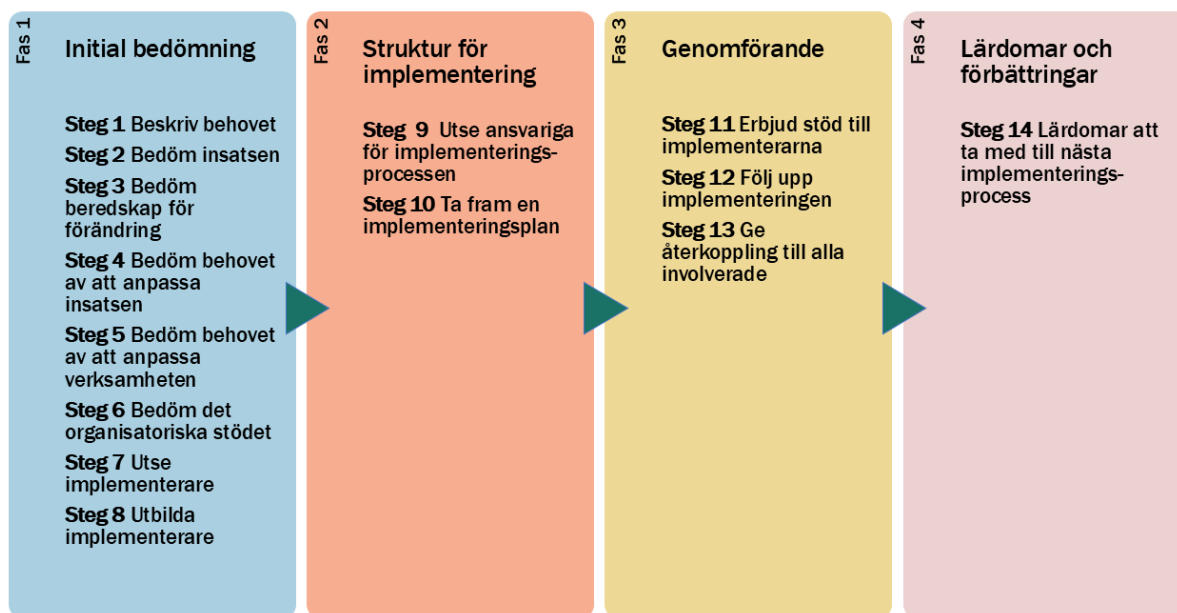 Fas 1
Initial bedömning
Steg 1 Beskriv behovet
Steg 2 Bedöm insatsen
Steg 3 Bedöm
beredskap för
förändring
Steg 4 Bedöm behovet
av att anpassa
insatsen
Steg 5 Bedöm behovet
av att anpassa
verksamheten
Steg 6 Bedöm det
organisatoriska stödet
Steg 7 Utse
implementerare
Steg 8 Utbilda
implementerare
Fas 2
Struktur för
implementering
Steg 9 Utse ansvariga
för implementerings-
processen
Steg 10 Ta fram en
implementeringsplan
Fas 3
Genomförande
Steg 11 Erbjud stöd till
implementerarna
Steg 12 Följ upp
implementeringen
Steg 13 Ge
återkoppling till alla
involverade
Fas 4
Lärdomar och
förbättringar
Steg 14 Lärdomar att
ta med till nästa
implementerings-
process